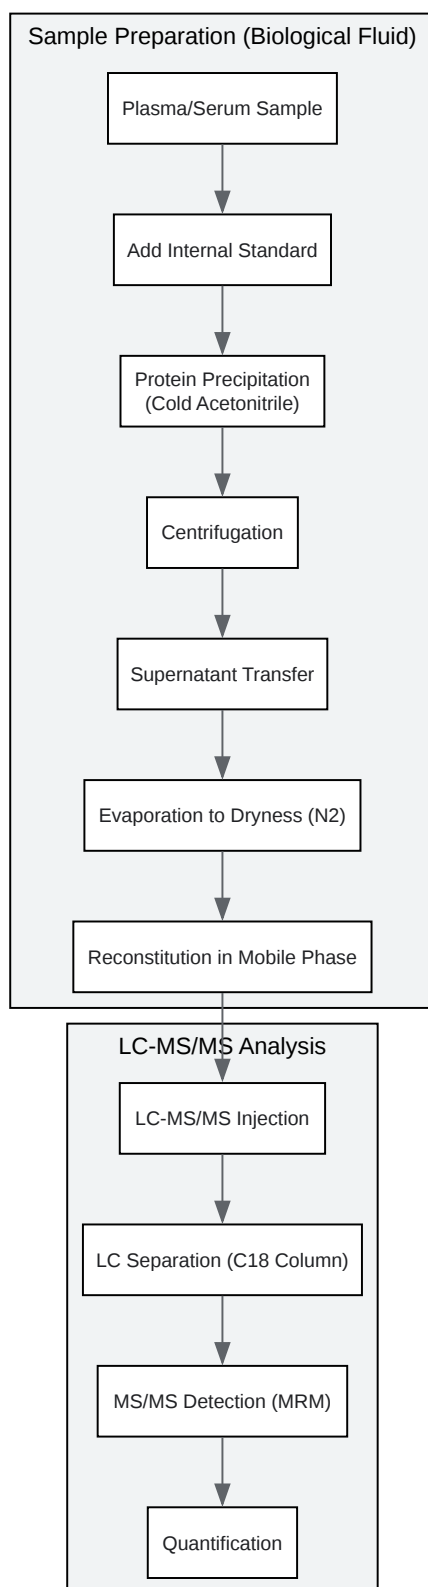 Sample Preparation (Biological Fluid)
Plasma/Serum Sample
Add Internal Standard
Protein Precipitation
(Cold Acetonitrile)
Centrifugation
Supernatant Transfer
Evaporation to Dryness (N2)
Reconstitution in Mobile Phase
LC-MS/MS Analysis
LC-MS/MS Injection
LC Separation (C18 Column)
MS/MS Detection (MRM)
Quantification